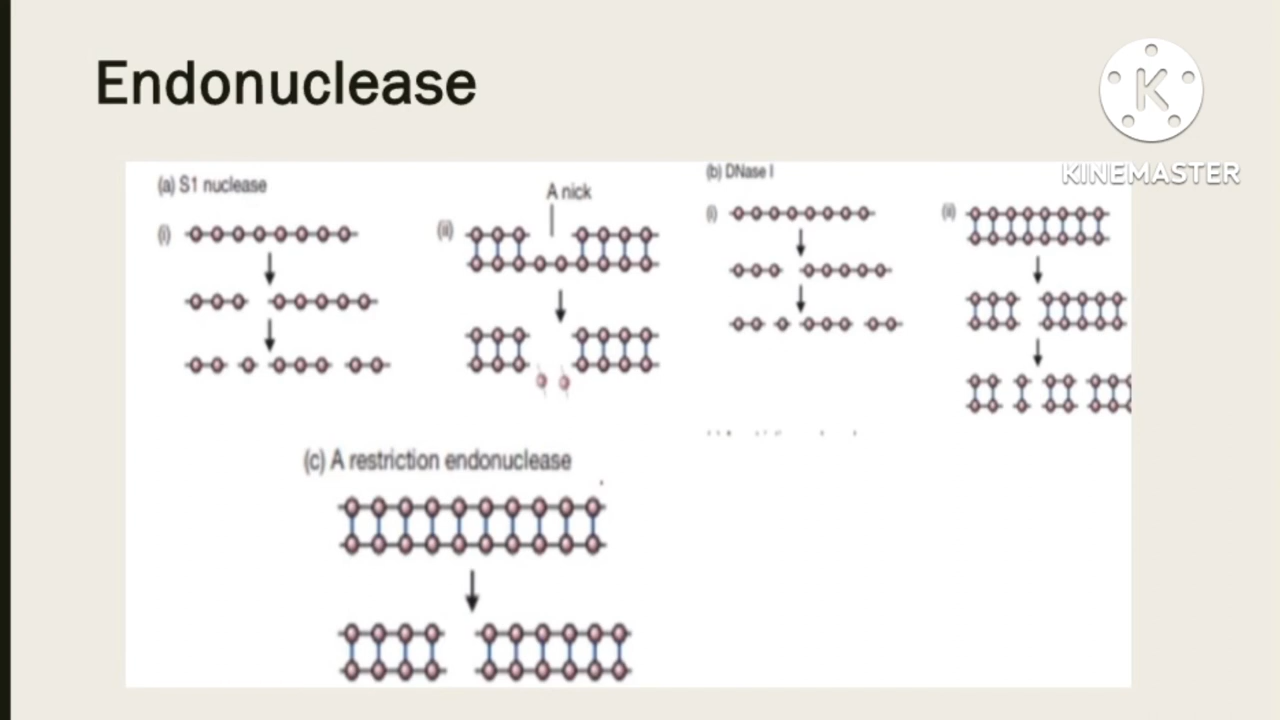 Endonuclease
K
KINEMASTER
(a) S1 nuclease
A nick
(i)
(ii)
(b) DNase I
(i)
(ii)
(c) A restriction endonuclease